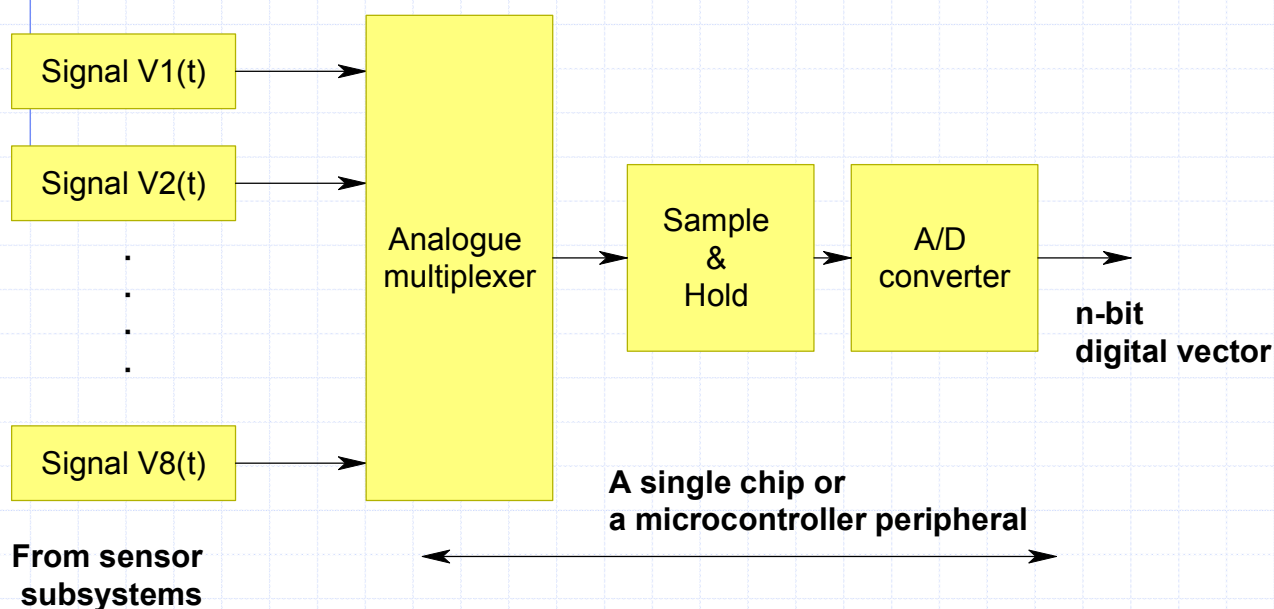 Signal V1(t)
Signal V2(t)
.
.
.
.
Signal V8(t)
From sensor
subsystems
Analogue
multiplexer
Sample
&
Hold
A/D
converter
n-bit
digital vector
A single chip or
a microcontroller peripheral